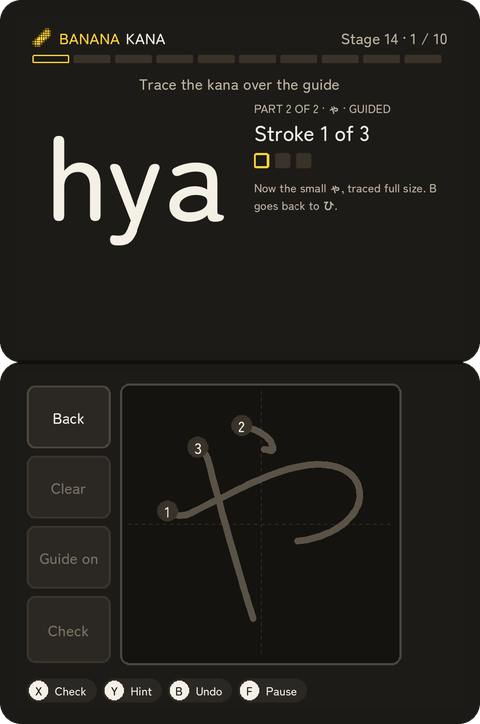 BANANA KANA
Stage 14 · 1 / 10
Trace the kana over the guide
hya
PART 2 OF 2 · ゃ · GUIDED
Stroke 1 of 3
Now the small ゃ, traced full size. B
goes back to ひ.
Back
Clear
Guide on
Check
1
2
3
や
X Check
Y Hint
B Undo
F Pause